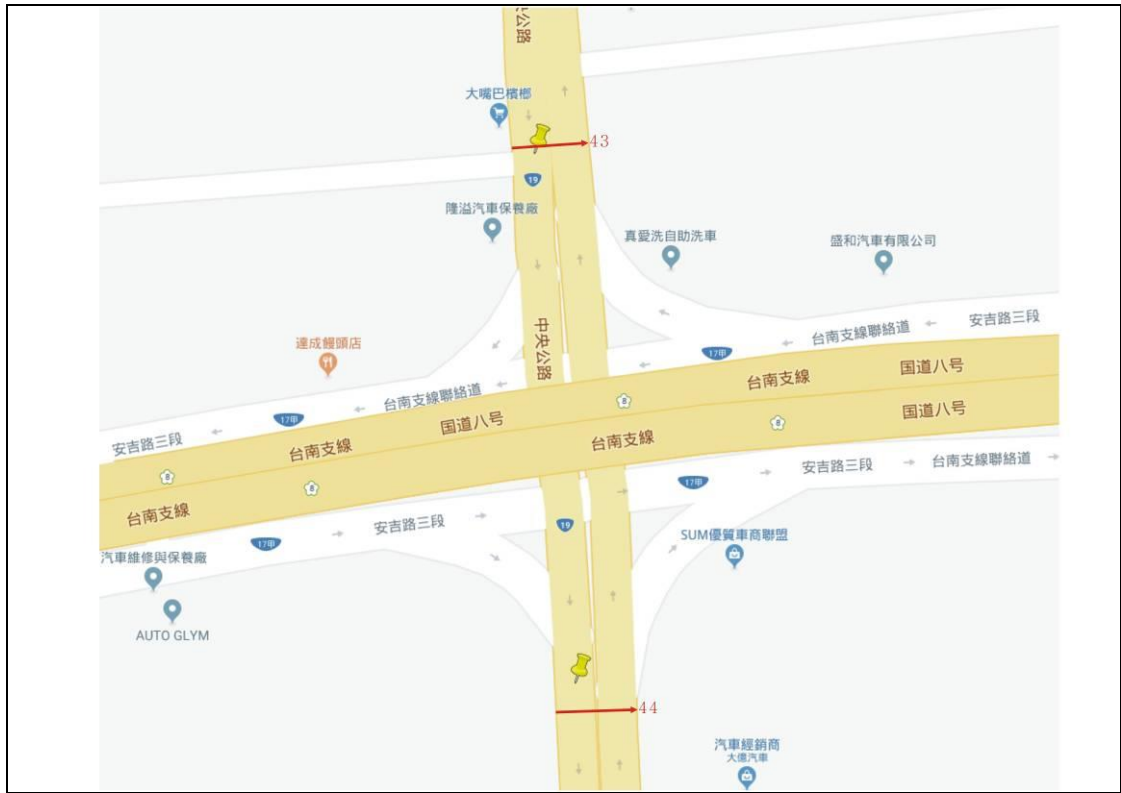 公路
大嘴巴檳榔
43
19
隆溢汽車保養廠
真愛洗自助洗車
盛和汽車有限公司
中央公路
安吉路三段
台南支線聯絡道
17甲
達成饅頭店
国道八号
台南支線
8
台南支線聯絡道
国道八号
17甲
国道八号
台南支線
台南支線
8
安吉路三段
8
8
安吉路三段
台南支線聯絡道
台南支線
17甲
安吉路三段
19
17甲
SUM優質車商聯盟
汽車維修與保養廠
AUTO GLYM
44
汽車經銷商
大億汽車